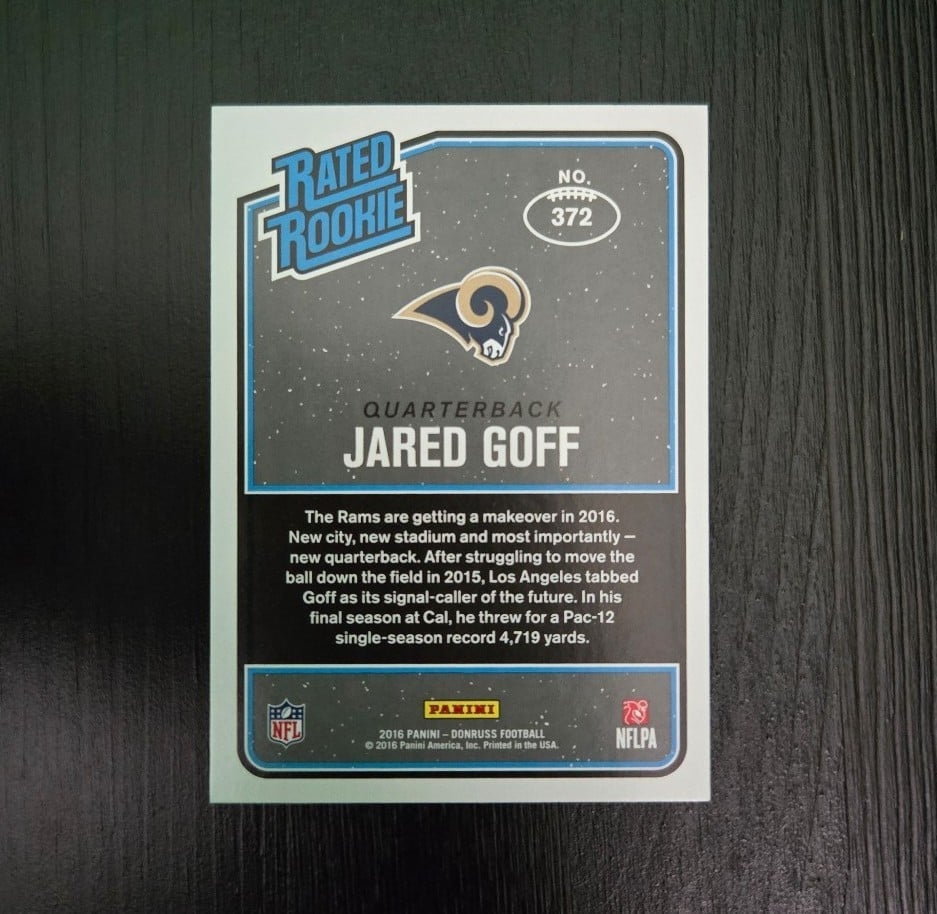 RATED
ROOKIE
NO.
372
QUARTERBACK
JARED GOFF
The Rams are getting a makeover in 2016.
New city, new stadium and most importantly –
new quarterback. After struggling to move the
ball down the field in 2015, Los Angeles tabbed
Goff as its signal-caller of the future. In his
final season at Cal, he threw for a Pac-12
single-season record 4,719 yards.
NFL
PANINI
2016 PANINI – DONRUSS FOOTBALL
© 2016 Panini America, Inc. Printed in the USA.
NFLPA